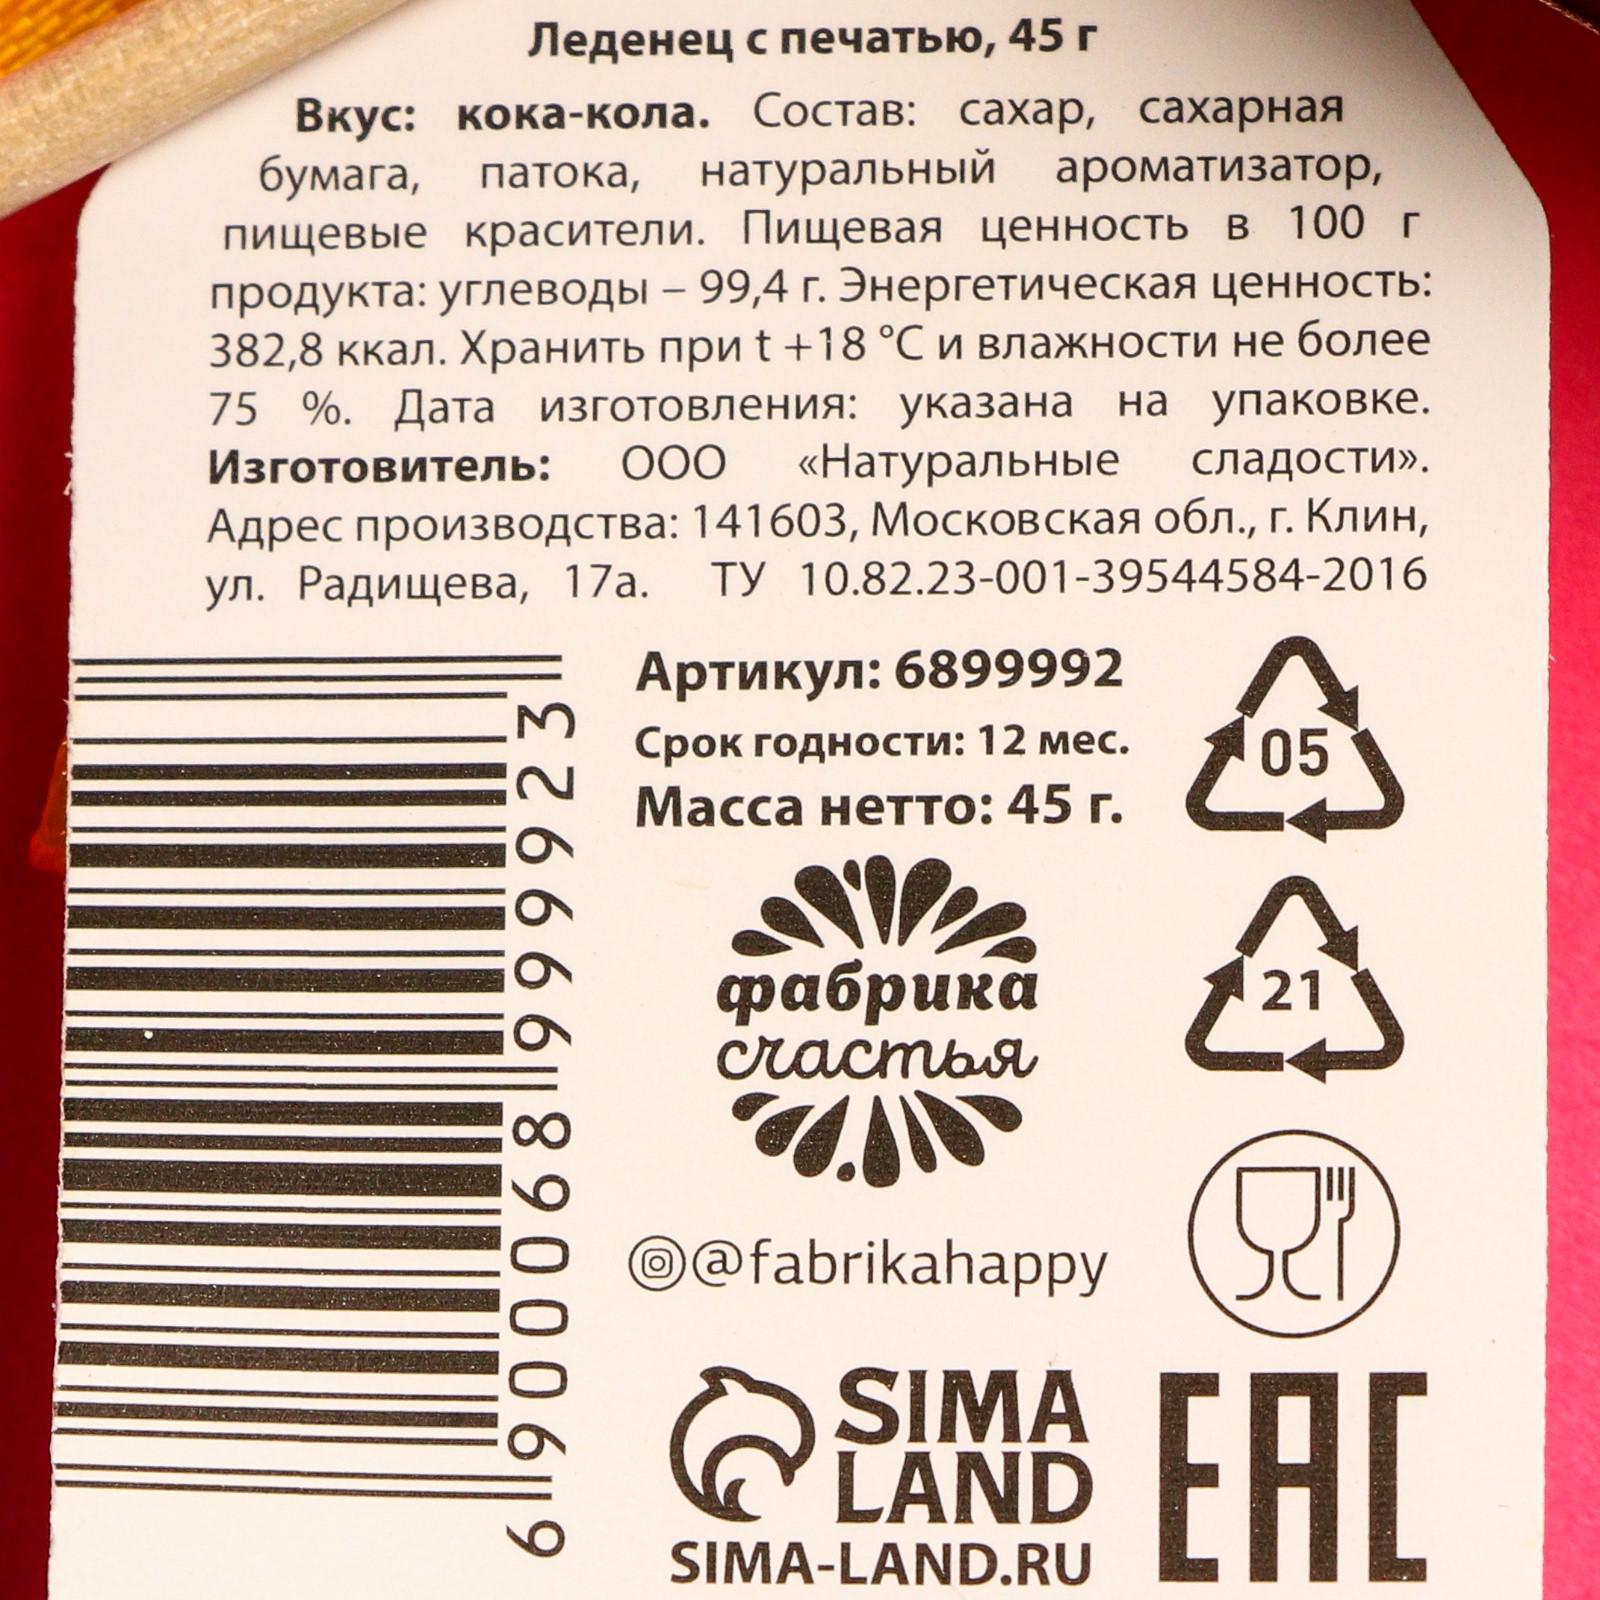 Леденец с печатью, 45 г
Вкус: кока-кола. Состав: сахар, сахарная
бумага, патока, натуральный ароматизатор,
пищевые красители. Пищевая ценность в 100 г
продукта: углеводы – 99,4 г. Энергетическая ценность:
382,8 ккал. Хранить при t +18 °С и влажности не более
75 %. Дата изготовления: указана на упаковке.
Изготовитель: ООО «Натуральные сладости».
Адрес производства: 141603, Московская обл., г. Клин,
ул. Радищева, 17а. ТУ 10.82.23-001-39544584-2016
Артикул: 6899992
Срок годности: 12 мес.
Масса нетто: 45 г.
05
21
фабрика
счастья
@fabrikahappy
SIMA
LAND
SIMA-LAND.RU
EAC
6 900068 999923